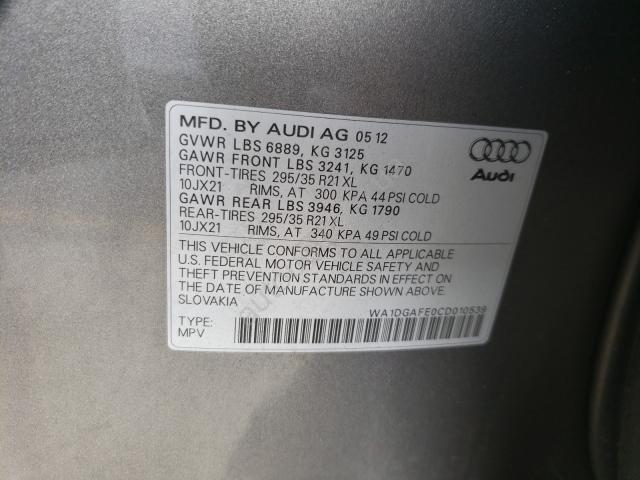 MFD. BY AUDI AG 05 12
GVWR LBS 6889, KG 3125
GAWR FRONT LBS 3241, KG 1470
FRONT-TIRES 295/35 R21 XL
10JX21 RIMS, AT 300 KPA 44 PSI COLD
GAWR REAR LBS 3946, KG 1790
REAR-TIRES 295/35 R21 XL
10JX21 RIMS, AT 340 KPA 49 PSI COLD
Audi
THIS VEHICLE CONFORMS TO ALL APPLICABLE
U.S. FEDERAL MOTOR VEHICLE SAFETY AND
THEFT PREVENTION STANDARDS IN EFFECT ON
THE DATE OF MANUFACTURE SHOWN ABOVE.
SLOVAKIA
WA1DGAFE0CD010539
TYPE:
MPV